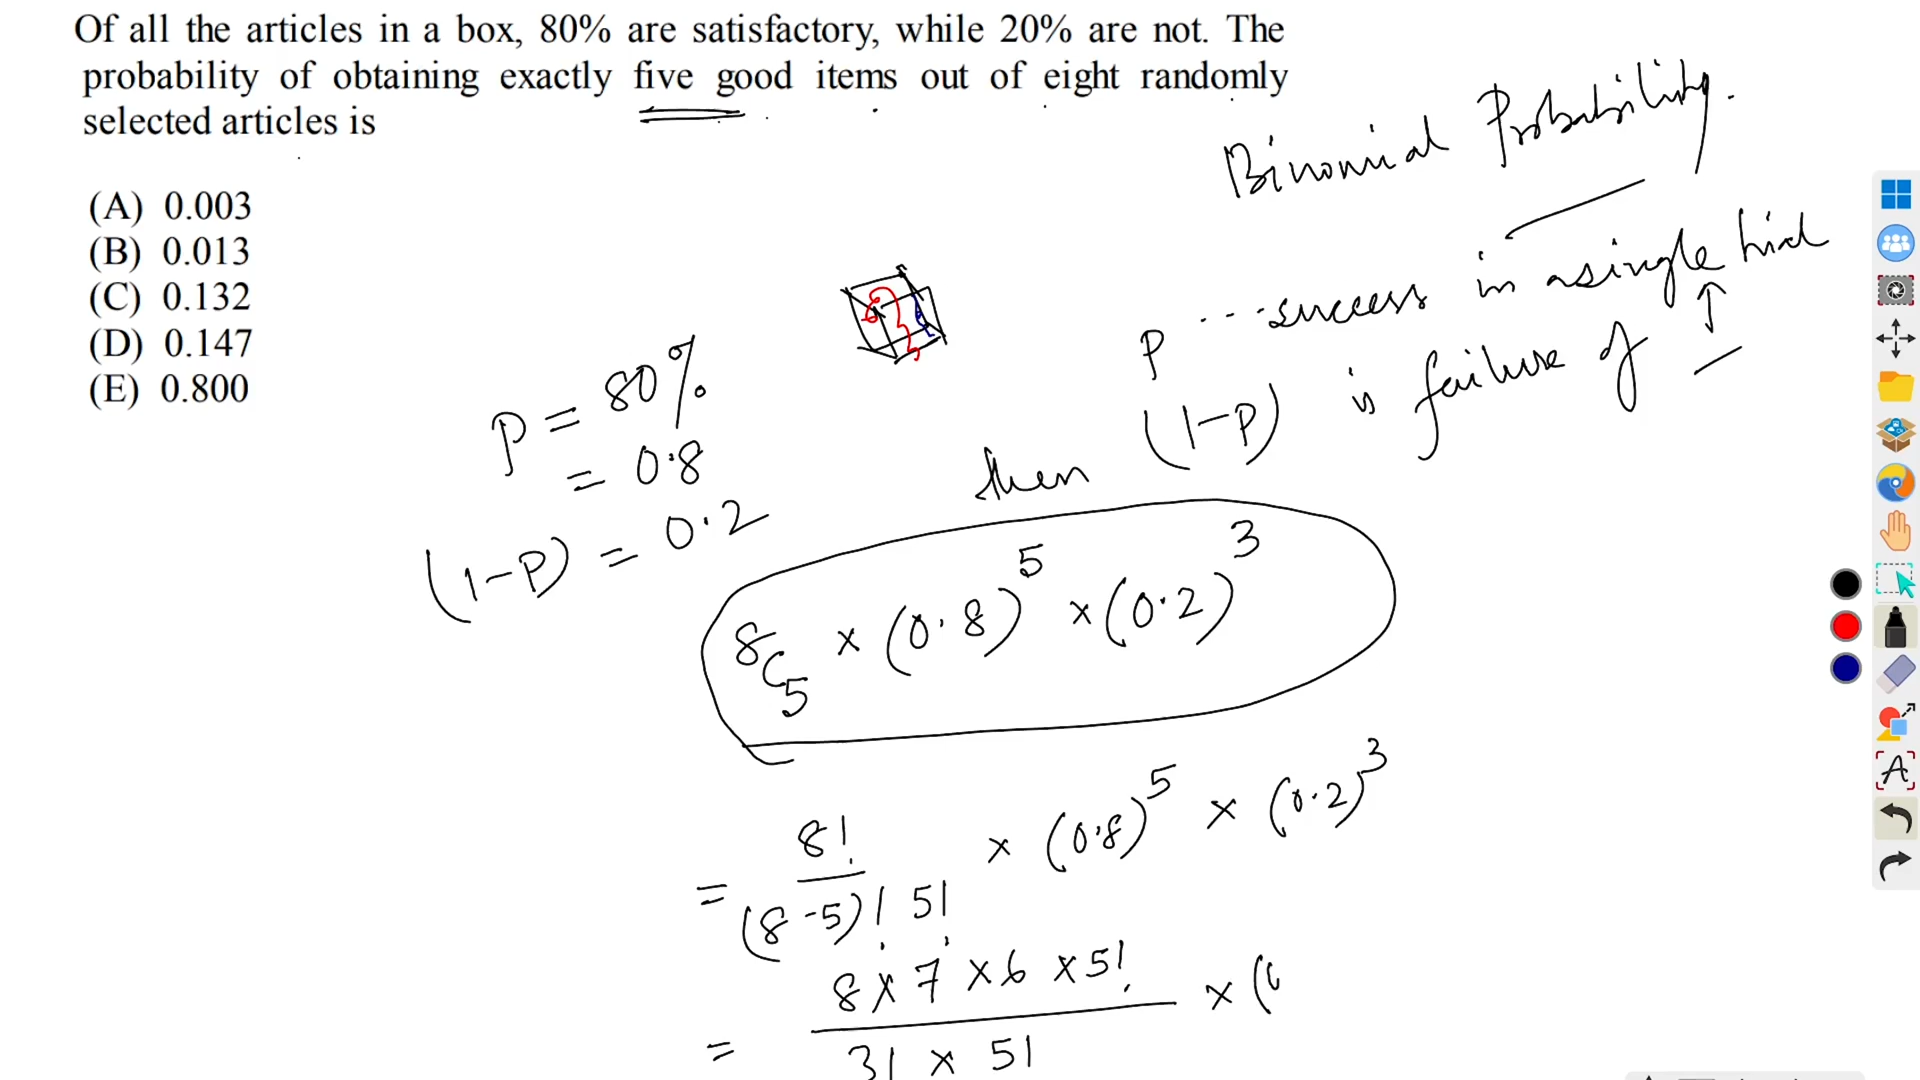 Of all the articles in a box, 80% are satisfactory, while 20% are not. The
probability of obtaining exactly five good items out of eight randomly
selected articles is
(A) 0.003
(B) 0.013
(C) 0.132
(D) 0.147
(E) 0.800
Binomial Probability.
P ...success in a single trial
(1-P) is failure of
P = 80%
= 0.8
(1-P) = 0.2
then
8C5 × (0.8)^5 × (0.2)^3
= 8! / (8-5)! 5! × (0.8)^5 × (0.2)^3
= 8 × 7 × 6 × 5! / 3! × 5! × (0